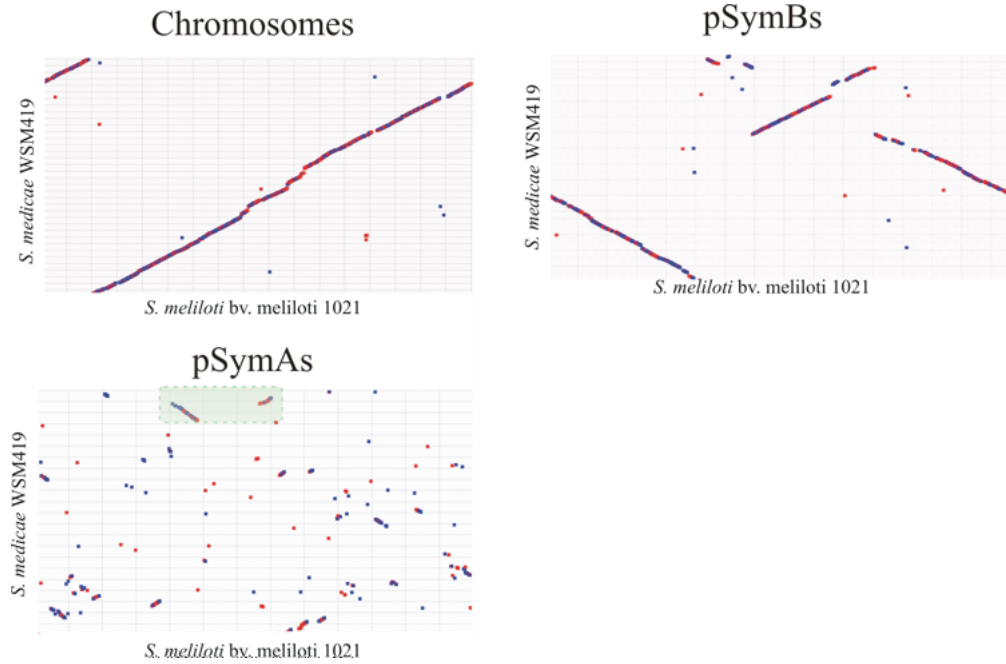 Chromosomes
S. medicae WSM419
S. meliloti bv. meliloti 1021
pSymBs
S. medicae WSM419
S. meliloti bv. meliloti 1021
pSymAs
S. medicae WSM419
S. meliloti bv. meliloti 1021